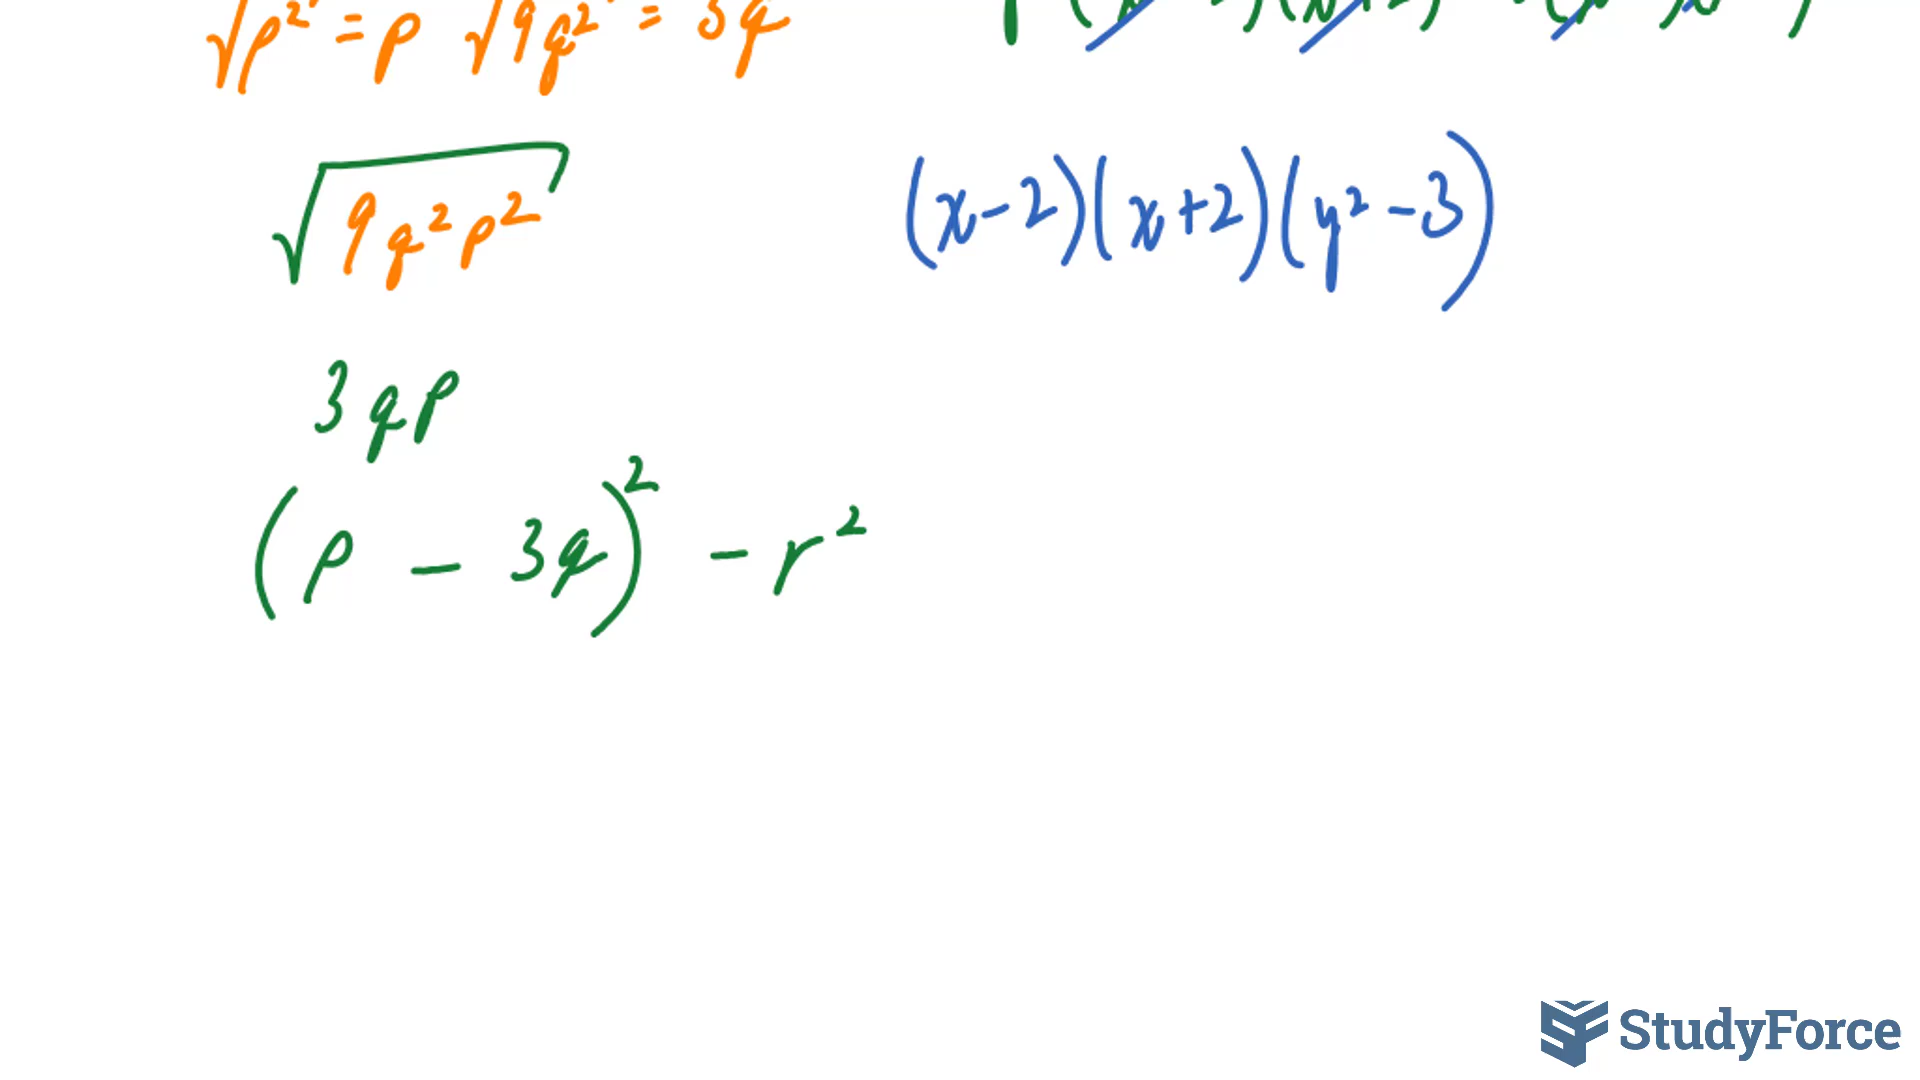 √p² = p √9q² = 3q
√9q²p²
(x-2)(x+2)(y²-3)
3qp
(p - 3q)² - r²
StudyForce